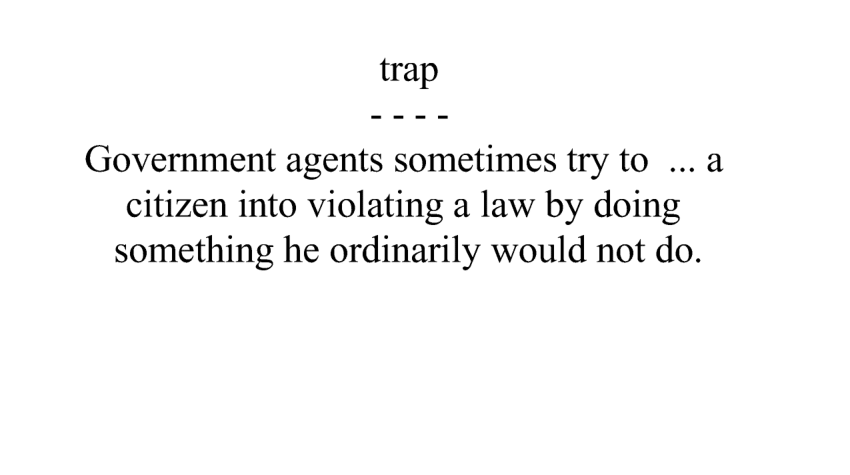 trap
- - - -
Government agents sometimes try to  ... a
citizen into violating a law by doing
something he ordinarily would not do.